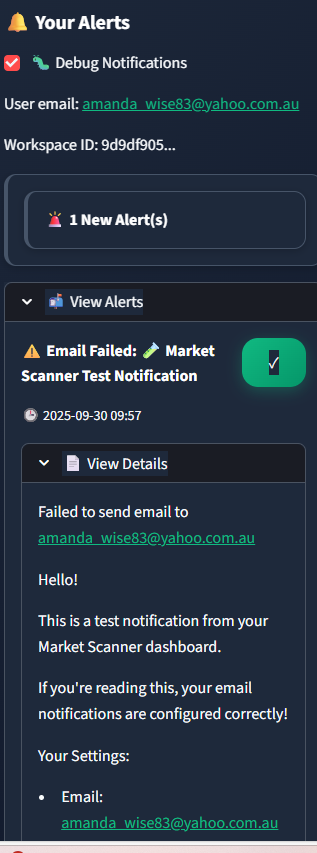 🔔 Your Alerts
🐛 Debug Notifications
User email: amanda_wise83@yahoo.com.au
Workspace ID: 9d9df905...
🚨 1 New Alert(s)
📬 View Alerts
⚠️ Email Failed: 🧪 Market
Scanner Test Notification
✓
🕒 2025-09-30 09:57
📄 View Details
Failed to send email to
amanda_wise83@yahoo.com.au
Hello!
This is a test notification from your
Market Scanner dashboard.
If you're reading this, your email
notifications are configured correctly!
Your Settings:
• Email:
amanda_wise83@yahoo.com.au